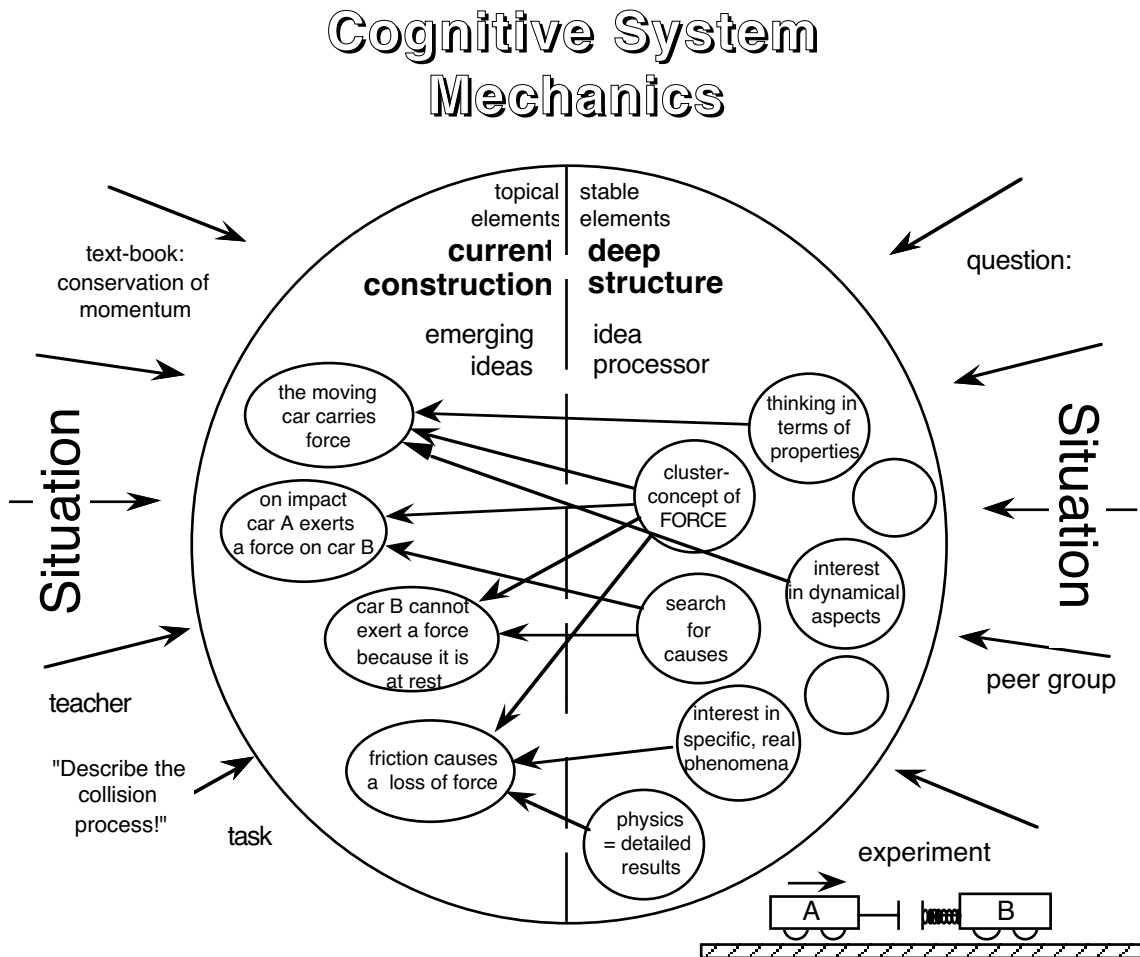 Cognitive System
Mechanics
topical
elements
current
construction
emerging
ideas
stable
elements
deep
structure
idea
processor
text-book:
conservation of
momentum
Situation
teacher
"Describe the
collision
process!"
task
the moving
car carries
force
on impact
car A exerts
a force on car B
car B cannot
exert a force
because it is
at rest
friction causes
a loss of force
thinking in
terms of
properties
cluster-
concept of
FORCE
interest
in dynamical
aspects
search
for
causes
interest in
specific, real
phenomena
physics
= detailed
results
question:
Situation
peer group
experiment
A
B